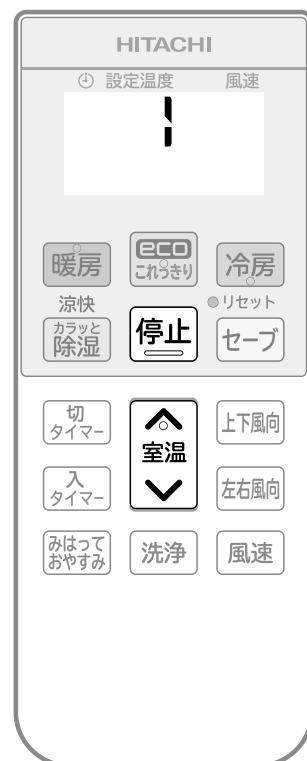 HITACHI
設定温度 風速
1
暖房
eco
これっきり
冷房
涼快
カラッと
除湿
停止
リセット
セーブ
切
タイマー
室温
上下風向
入
タイマー
左右風向
みはって
おやすみ
洗浄
風速